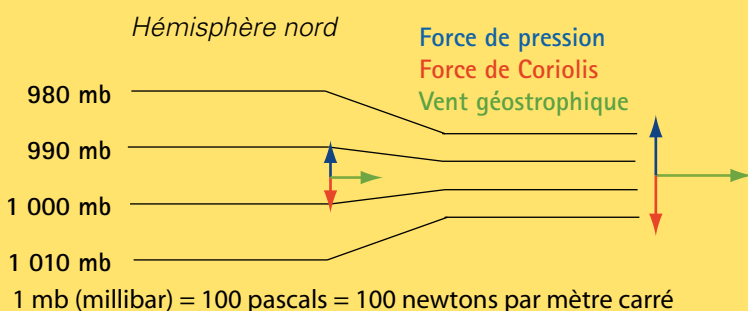 Hémisphère nord
Force de pression
Force de Coriolis
Vent géostrophique
980 mb
990 mb
1 000 mb
1 010 mb
1 mb (millibar) = 100 pascals = 100 newtons par mètre carré